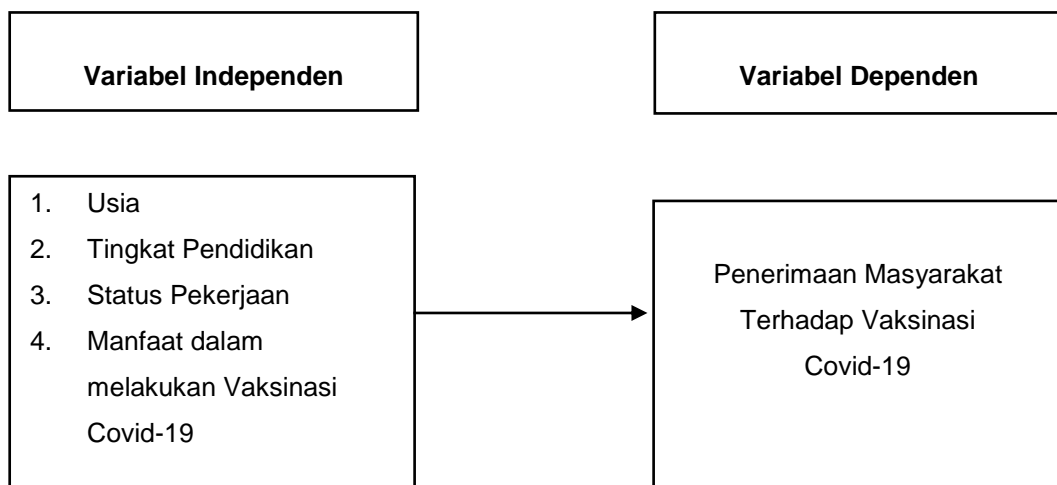 Variabel Independen
Variabel Dependen
1. Usia
2. Tingkat Pendidikan
3. Status Pekerjaan
4. Manfaat dalam
melakukan Vaksinasi
Covid-19
Penerimaan Masyarakat
Terhadap Vaksinasi
Covid-19